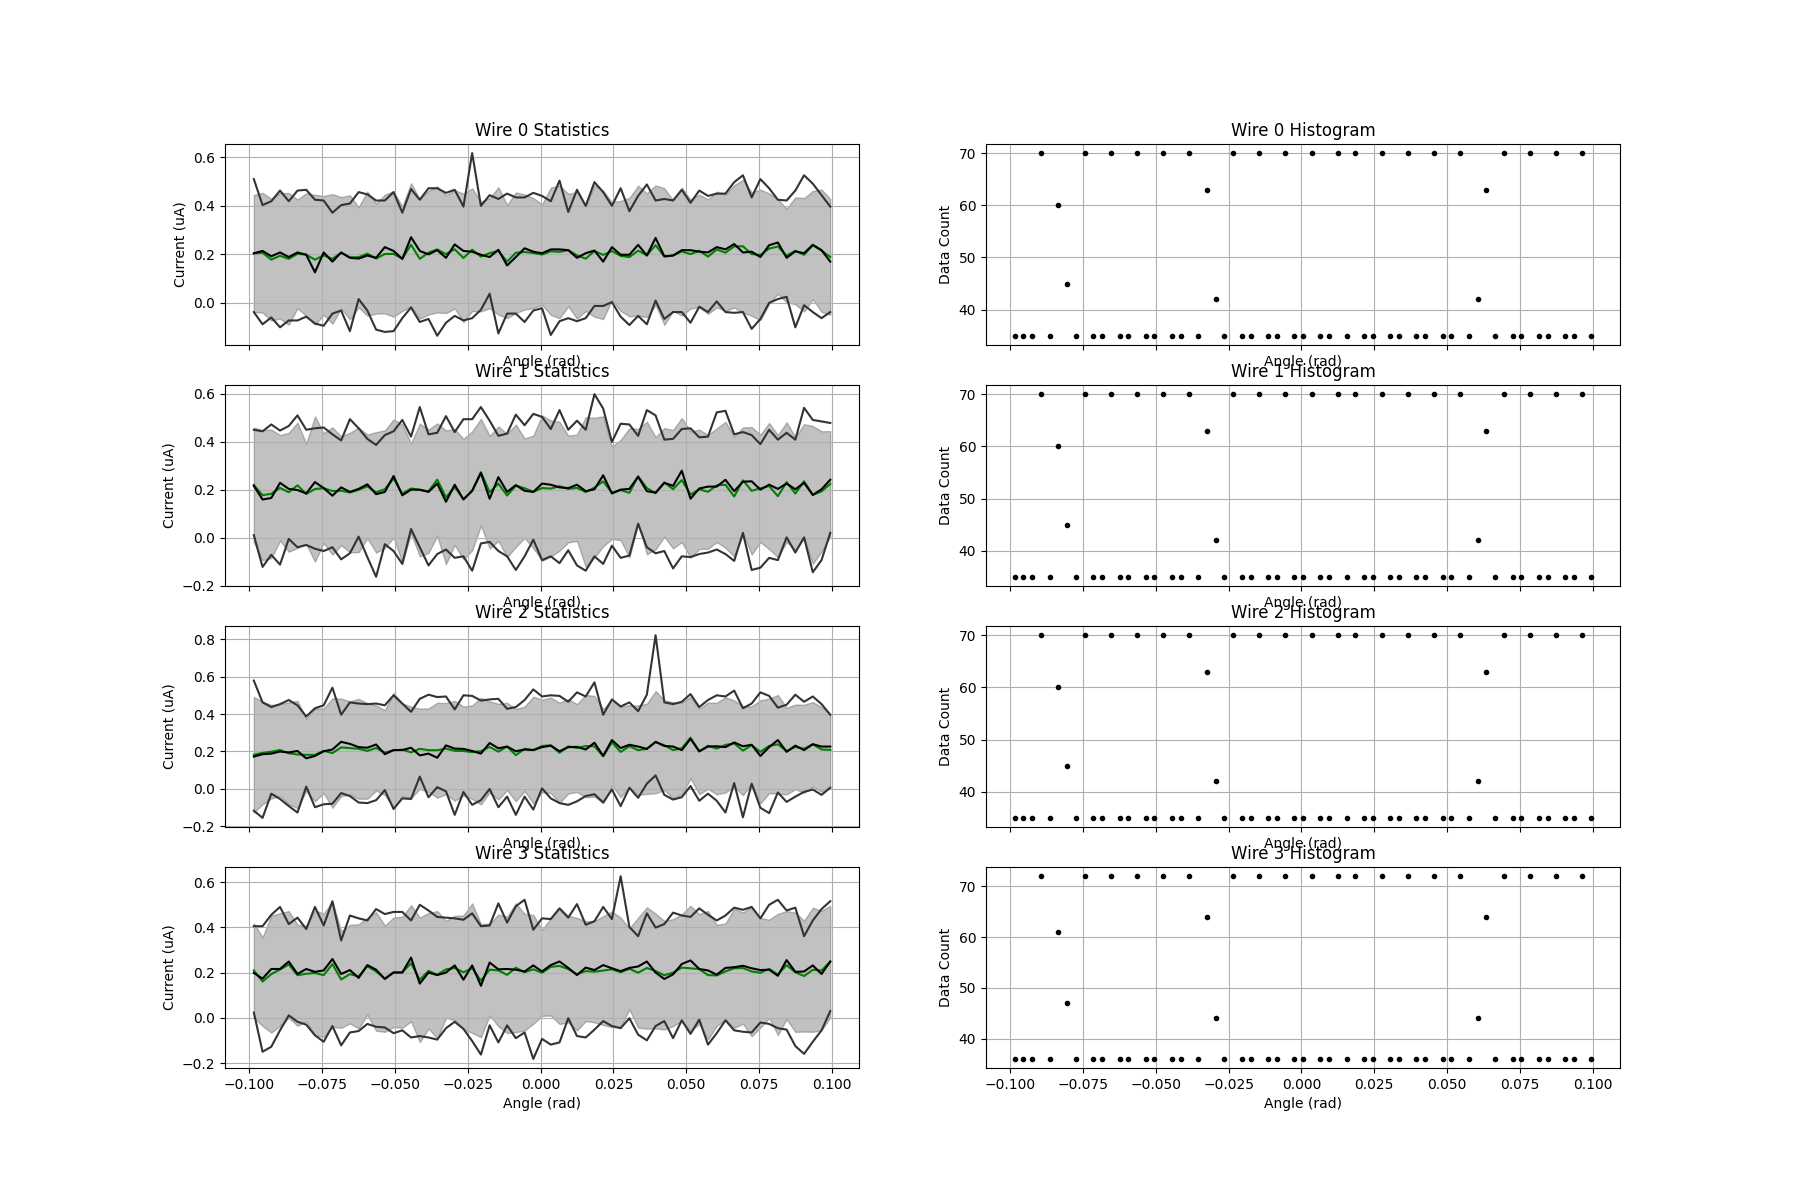 Wire 0 Statistics
0.6
0.4
0.2
0.0
Current (uA)
Angle (rad)
Wire 0 Histogram
70
60
50
40
Data Count
Angle (rad)
Wire 1 Statistics
0.6
0.4
0.2
0.0
−0.2
Current (uA)
Angle (rad)
Wire 1 Histogram
70
60
50
40
Data Count
Angle (rad)
Wire 2 Statistics
0.8
0.6
0.4
0.2
0.0
−0.2
Current (uA)
Angle (rad)
Wire 2 Histogram
70
60
50
40
Data Count
Angle (rad)
Wire 3 Statistics
0.6
0.4
0.2
0.0
−0.2
Current (uA)
−0.100 −0.075 −0.050 −0.025 0.000 0.025 0.050 0.075 0.100
Angle (rad)
Wire 3 Histogram
70
60
50
40
Data Count
−0.100 −0.075 −0.050 −0.025 0.000 0.025 0.050 0.075 0.100
Angle (rad)